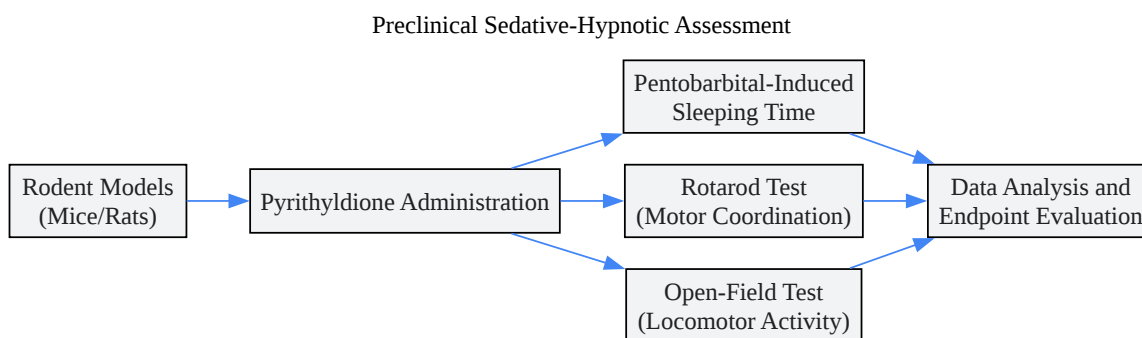 Preclinical Sedative-Hypnotic Assessment
Rodent Models
(Mice/Rats)
Pyrithyldione Administration
Pentobarbital-Induced
Sleeping Time
Rotarod Test
(Motor Coordination)
Open-Field Test
(Locomotor Activity)
Data Analysis and
Endpoint Evaluation